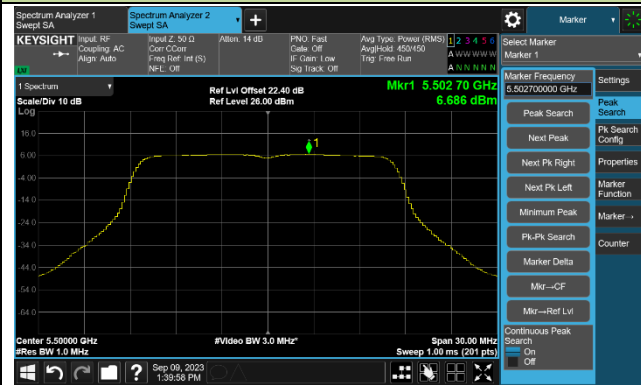 Spectrum Analyzer 1
Swept SA
Spectrum Analyzer 2
Swept SA
Marker
KEYSIGHT
Input: RF
Coupling: AC
Align: Auto
Input Z: 50 Ω
Corr CCorr
Freq Ref: Int (S)
NFE: Off
Atten: 14 dB
PNO: Fast
Gate: Off
IF Gain: Low
Sig Track: Off
Avg Type: Power (RMS)
Avg|Hold: 450/450
Trig: Free Run
1 2 3 4 5 6
A W W W W W
A N N N N N
LXI
Select Marker
Marker 1
1 Spectrum
Scale/Div 10 dB
Log
Ref Lvl Offset 22.40 dB
Ref Level 26.00 dBm
Mkr1 5.502 70 GHz
6.686 dBm
16.0
6.00
-4.00
-14.0
-24.0
-34.0
-44.0
-54.0
-64.0
1
Center 5.50000 GHz
#Res BW 1.0 MHz
#Video BW 3.0 MHz*
Span 30.00 MHz
Sweep 1.00 ms (201 pts)
Marker Frequency
5.502700000 GHz
Peak Search
Next Peak
Next Pk Right
Next Pk Left
Minimum Peak
Pk-Pk Search
Marker Delta
Mkr→CF
Mkr→Ref Lvl
Continuous Peak
Search
On
Off
Settings
Peak
Search
Pk Search
Config
Properties
Marker
Function
Marker→
Counter
?
Sep 09, 2023
1:39:58 PM